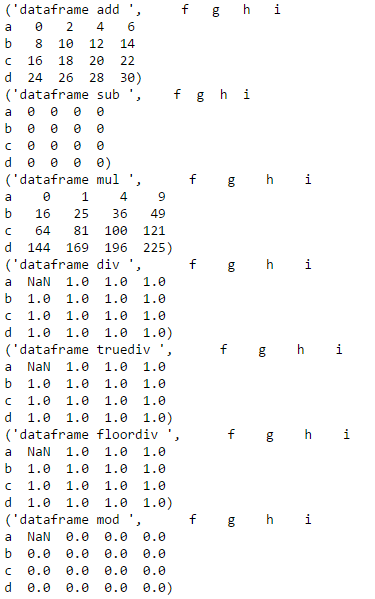 ('dataframe add ',     f   g   h   i
a   0   2   4   6
b   8  10  12  14
c  16  18  20  22
d  24  26  28  30)
('dataframe sub ',    f  g  h  i
a  0  0  0  0
b  0  0  0  0
c  0  0  0  0
d  0  0  0  0)
('dataframe mul ',      f    g    h    i
a    0    1    4    9
b   16   25   36   49
c   64   81  100  121
d  144  169  196  225)
('dataframe div ',      f    g    h    i
a  NaN  1.0  1.0  1.0
b  1.0  1.0  1.0  1.0
c  1.0  1.0  1.0  1.0
d  1.0  1.0  1.0  1.0)
('dataframe truediv ',      f    g    h    i
a  NaN  1.0  1.0  1.0
b  1.0  1.0  1.0  1.0
c  1.0  1.0  1.0  1.0
d  1.0  1.0  1.0  1.0)
('dataframe floordiv ',      f    g    h    i
a  NaN  1.0  1.0  1.0
b  1.0  1.0  1.0  1.0
c  1.0  1.0  1.0  1.0
d  1.0  1.0  1.0  1.0)
('dataframe mod ',      f    g    h    i
a  NaN  0.0  0.0  0.0
b  0.0  0.0  0.0  0.0
c  0.0  0.0  0.0  0.0
d  0.0  0.0  0.0  0.0)